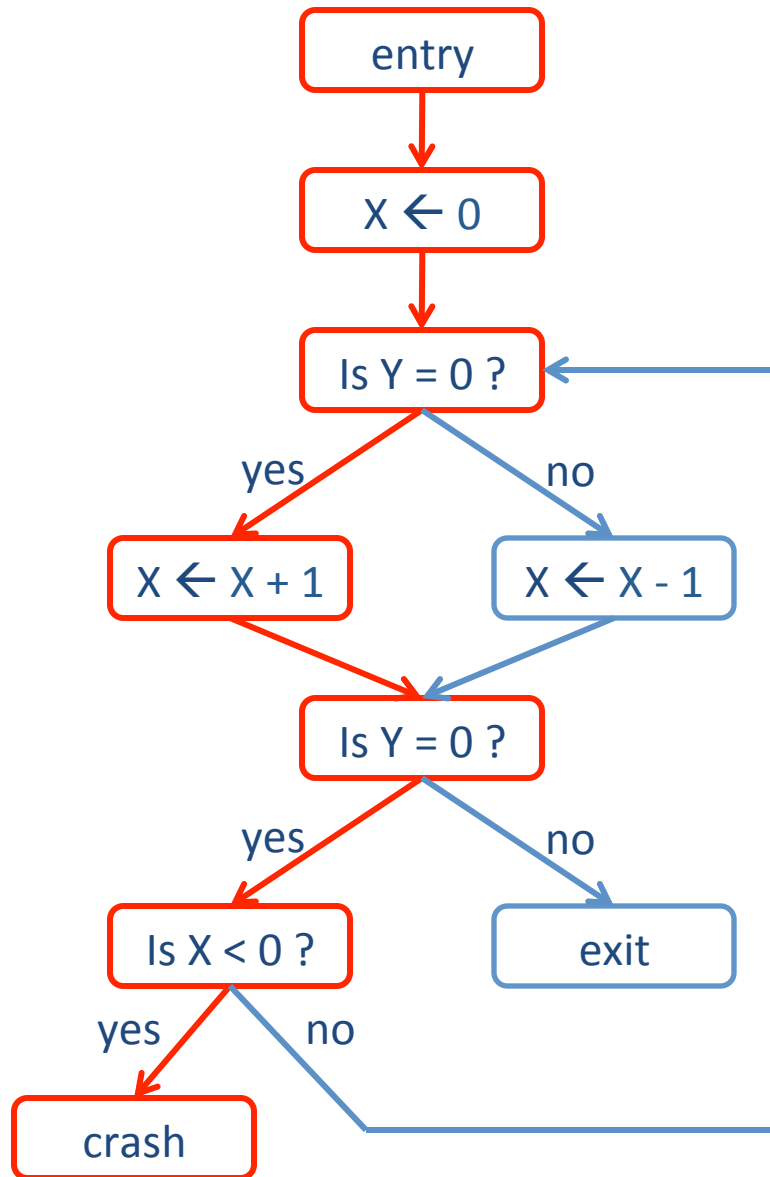 entry
X ← 0
Is Y = 0 ?
yes
no
X ← X + 1
X ← X - 1
Is Y = 0 ?
yes
no
Is X < 0 ?
exit
yes
no
crash